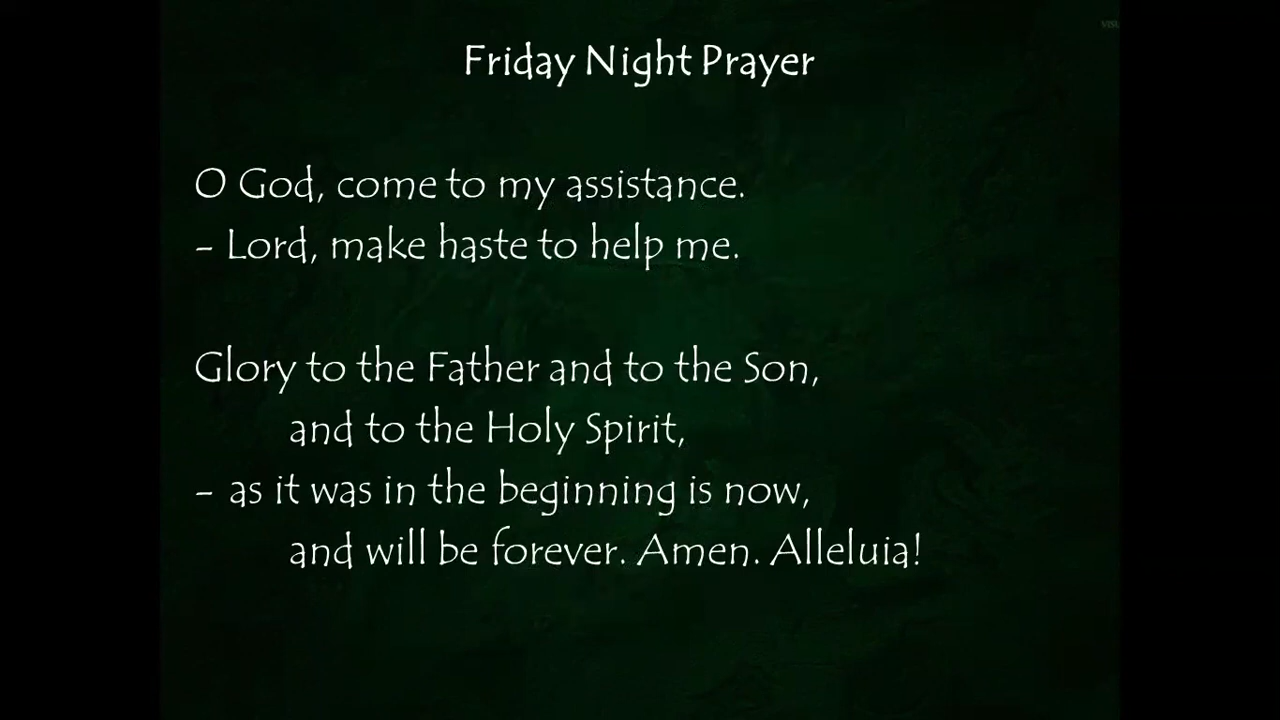 Friday Night Prayer
O God, come to my assistance.
- Lord, make haste to help me.
Glory to the Father and to the Son,
and to the Holy Spirit,
- as it was in the beginning is now,
and will be forever. Amen. Alleluia!